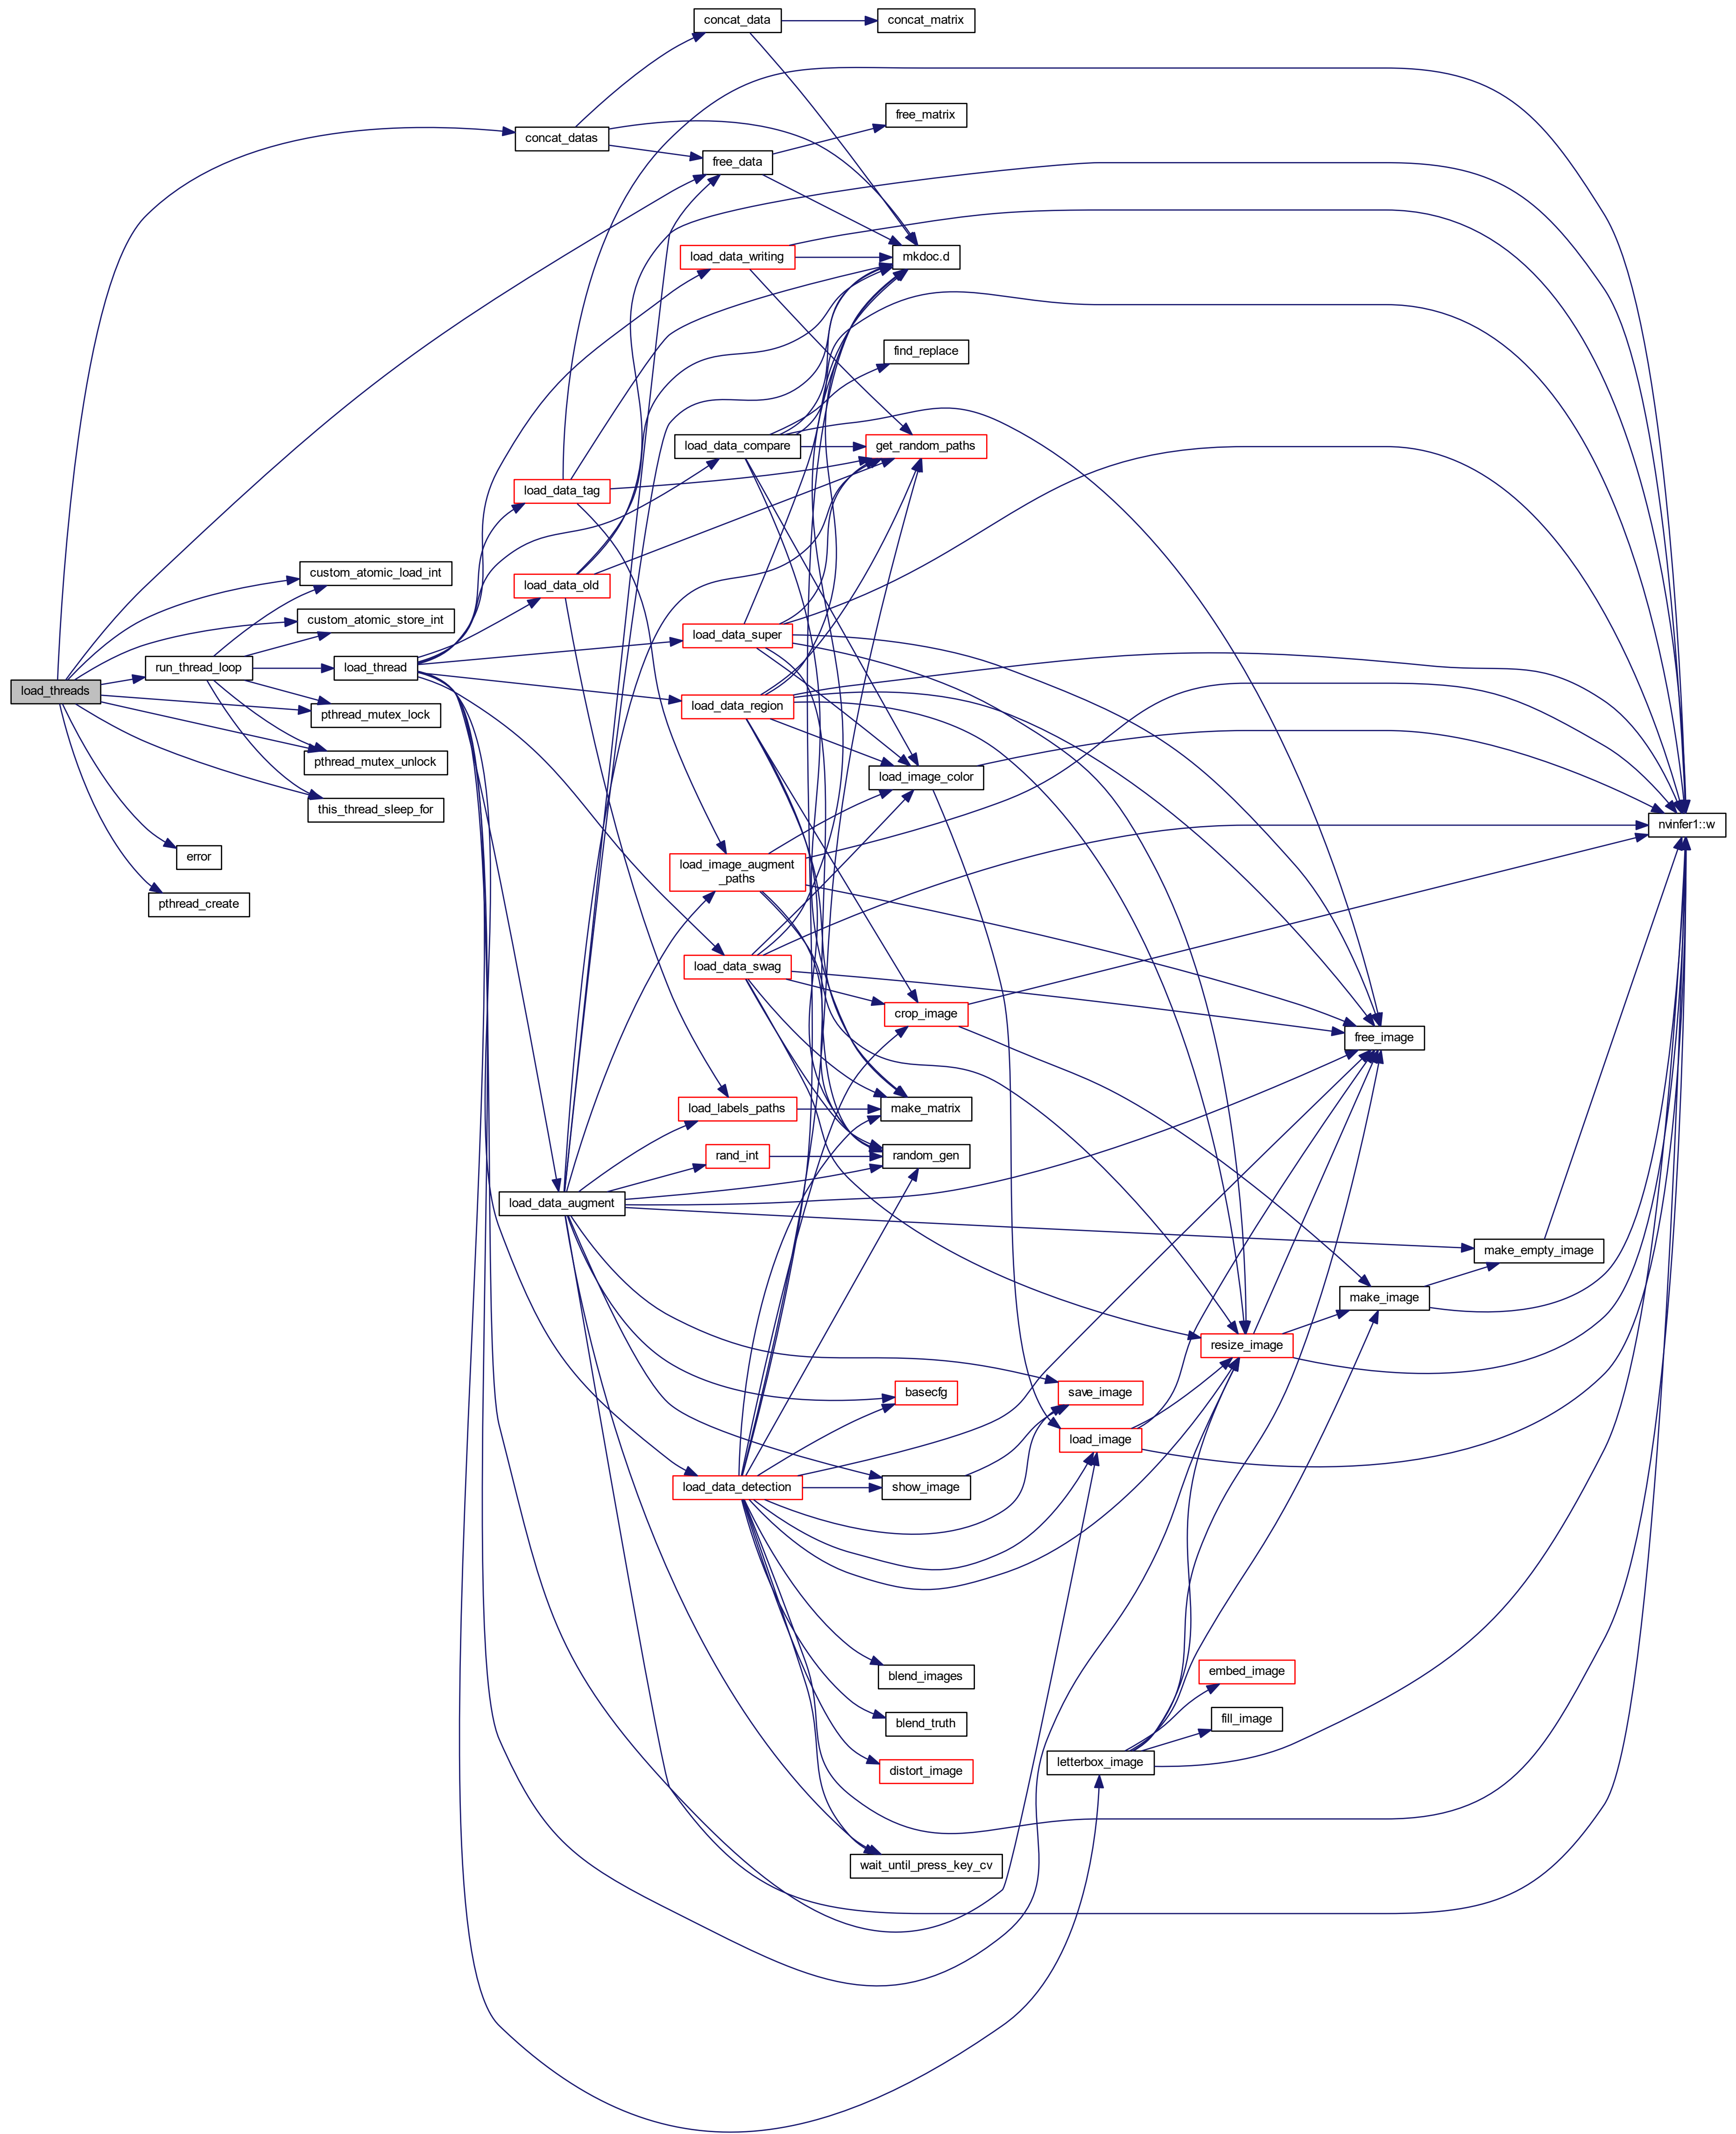 concat_data
concat_matrix
free_matrix
concat_datas
free_data
load_data_writing
mkdoc.d
find_replace
load_data_compare
get_random_paths
load_data_tag
custom_atomic_load_int
load_data_old
custom_atomic_store_int
load_data_super
run_thread_loop
load_thread
load_threads
load_data_region
pthread_mutex_lock
pthread_mutex_unlock
load_image_color
this_thread_sleep_for
nvinfer1::w
error
load_image_augment
_paths
pthread_create
load_data_swag
crop_image
free_image
load_labels_paths
make_matrix
rand_int
random_gen
load_data_augment
make_empty_image
make_image
resize_image
basecfg
save_image
load_image
load_data_detection
show_image
blend_images
embed_image
blend_truth
fill_image
distort_image
letterbox_image
wait_until_press_key_cv